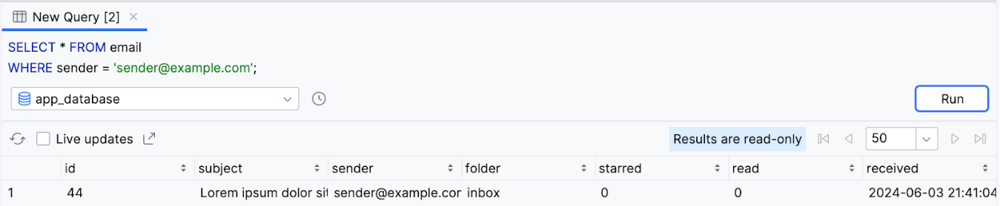 New Query [2]
SELECT * FROM email
WHERE sender = 'sender@example.com';
app_database
Run
Live updates
Results are read-only
50
id subject sender folder starred read received
1 44 Lorem ipsum dolor sit sender@example.cor inbox 0 0 2024-06-03 21:41:04